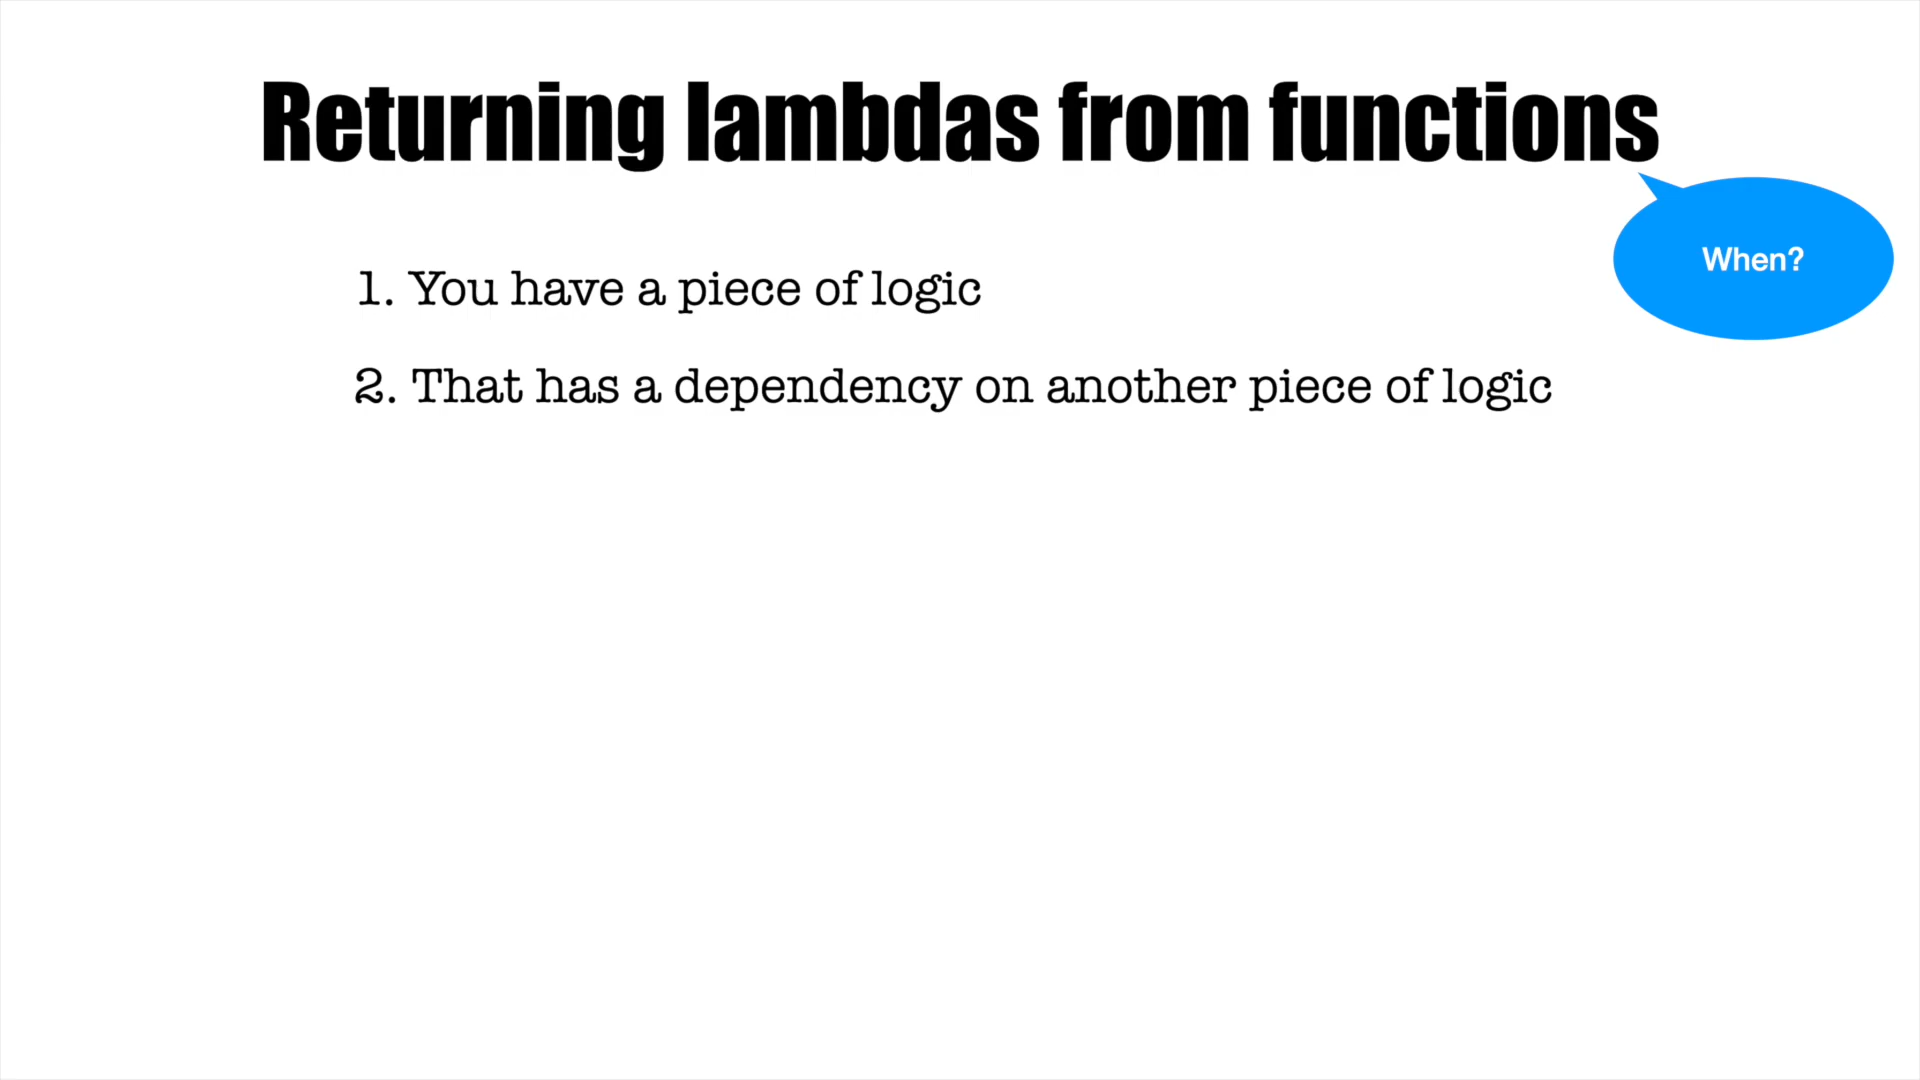 Returning lambdas from functions
When?
1. You have a piece of logic
2. That has a dependency on another piece of logic